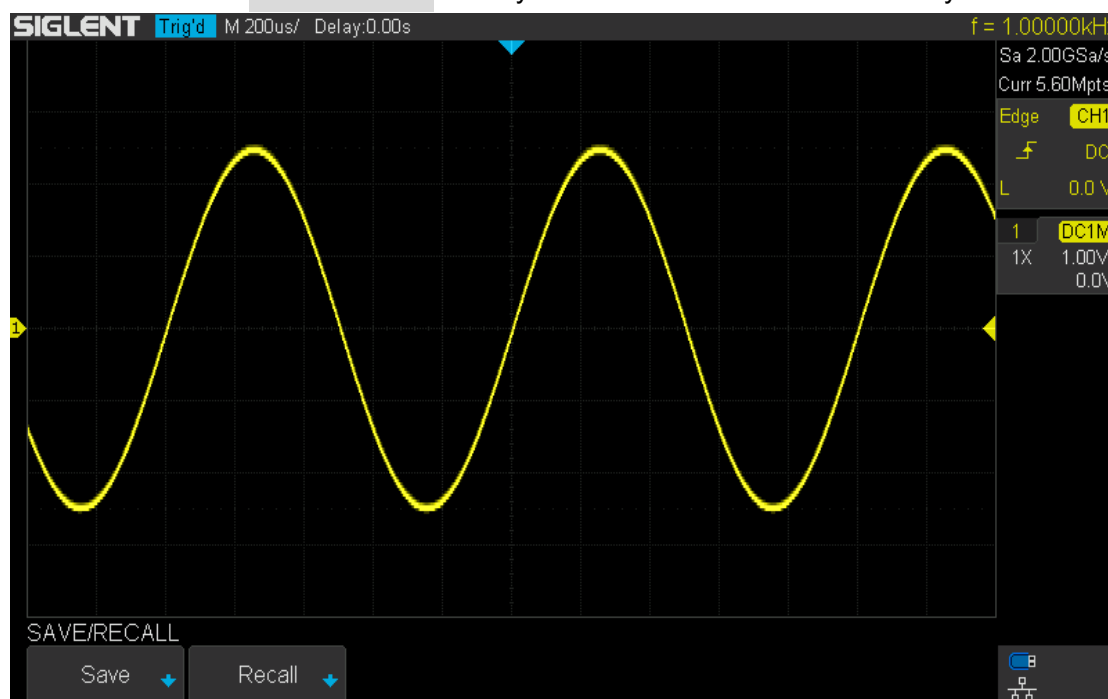 SIGLENT Trig'd M 200us/ Delay:0.00s f = 1.00000kH
Sa 2.00GSa/s
Curr 5.60Mpts
Edge CH1
DC
L 0.0 V
1 DC1M
1X 1.00V
0.0V
1
SAVE/RECALL
Save Recall